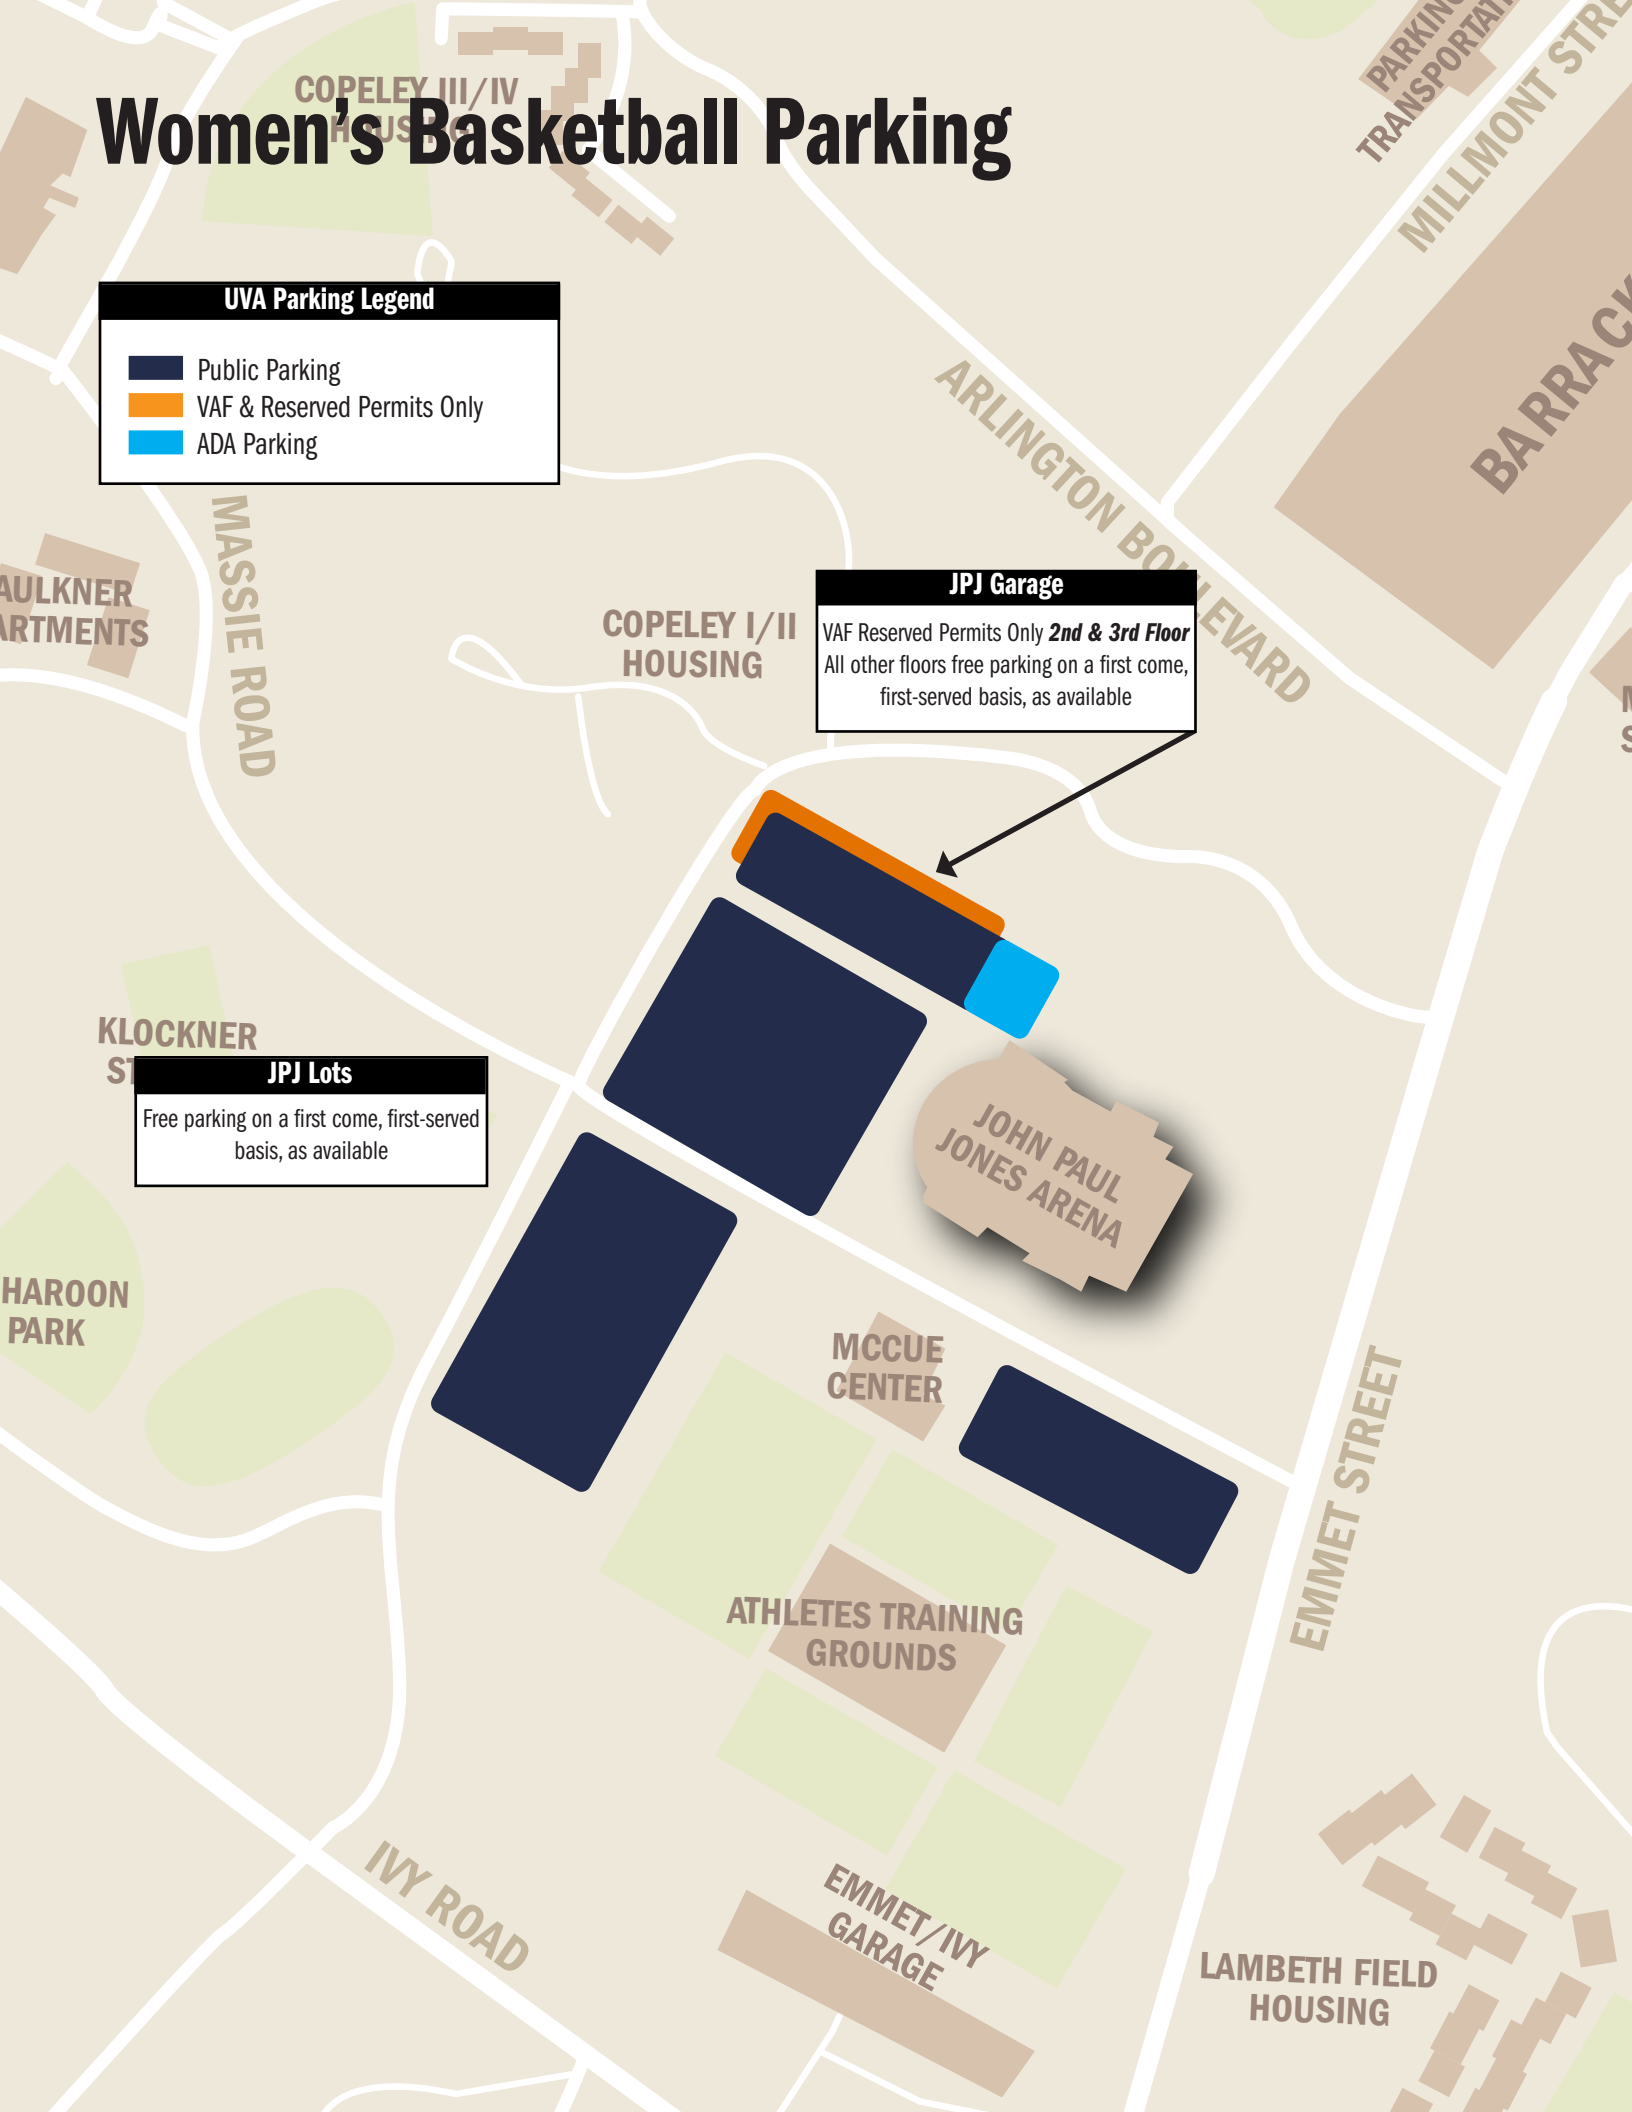 PARKING
TRANSPORTAT
MILLMONT STRE
COPELEY III/IV
HOUSING
Women's Basketball Parking
UVA Parking Legend
Public Parking
VAF & Reserved Permits Only
ADA Parking
BARRACK
ARLINGTON BOULEVARD
MASSIE ROAD
AULKNER
ARTMENTS
COPELEY I/II
HOUSING
JPJ Garage
VAF Reserved Permits Only 2nd & 3rd Floor
All other floors free parking on a first come,
first-served basis, as available
M
S
KLOCKNER
ST
JPJ Lots
Free parking on a first come, first-served
basis, as available
JOHN PAUL
JONES ARENA
HAROON
PARK
MCCUE
CENTER
EMMET STREET
ATHLETES TRAINING
GROUNDS
IVY ROAD
EMMET/IVY
GARAGE
LAMBETH FIELD
HOUSING